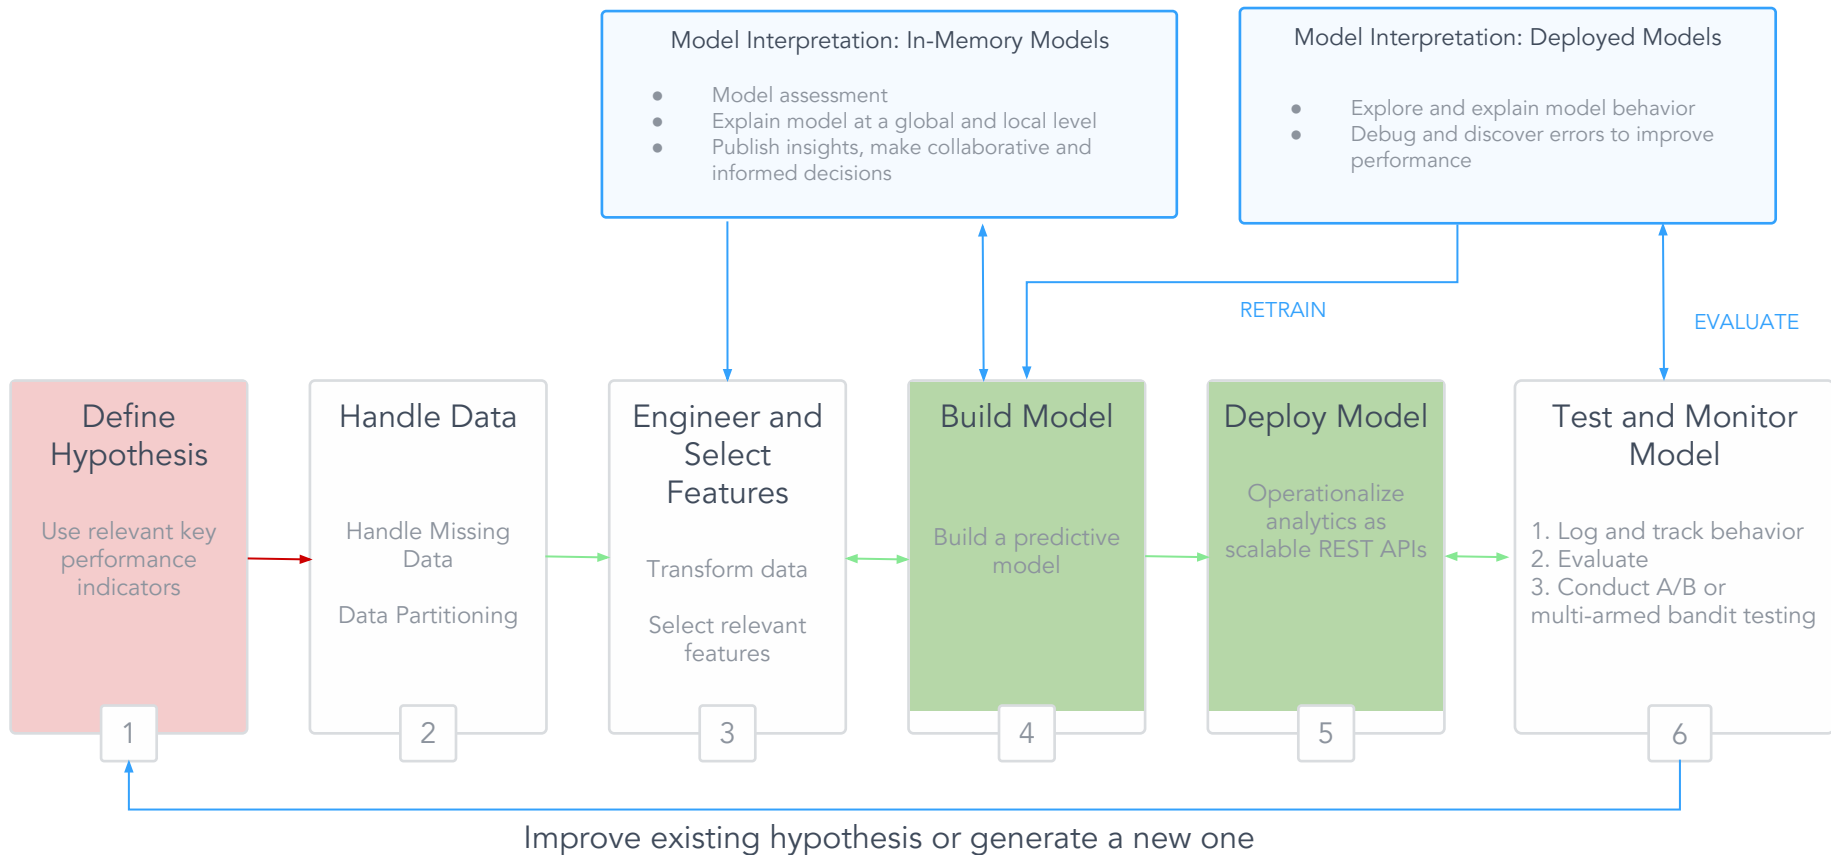 Model Interpretation: In-Memory Models
● Model assessment
● Explain model at a global and local level
● Publish insights, make collaborative and
informed decisions
Model Interpretation: Deployed Models
● Explore and explain model behavior
● Debug and discover errors to improve
performance
RETRAIN
EVALUATE
Define
Hypothesis
Use relevant key
performance
indicators
1
Handle Data
Handle Missing
Data
Data Partitioning
2
Engineer and
Select
Features
Transform data
Select relevant
features
3
Build Model
Build a predictive
model
4
Deploy Model
Operationalize
analytics as
scalable REST APIs
5
Test and Monitor
Model
1. Log and track behavior
2. Evaluate
3. Conduct A/B or
multi-armed bandit testing
6
Improve existing hypothesis or generate a new one